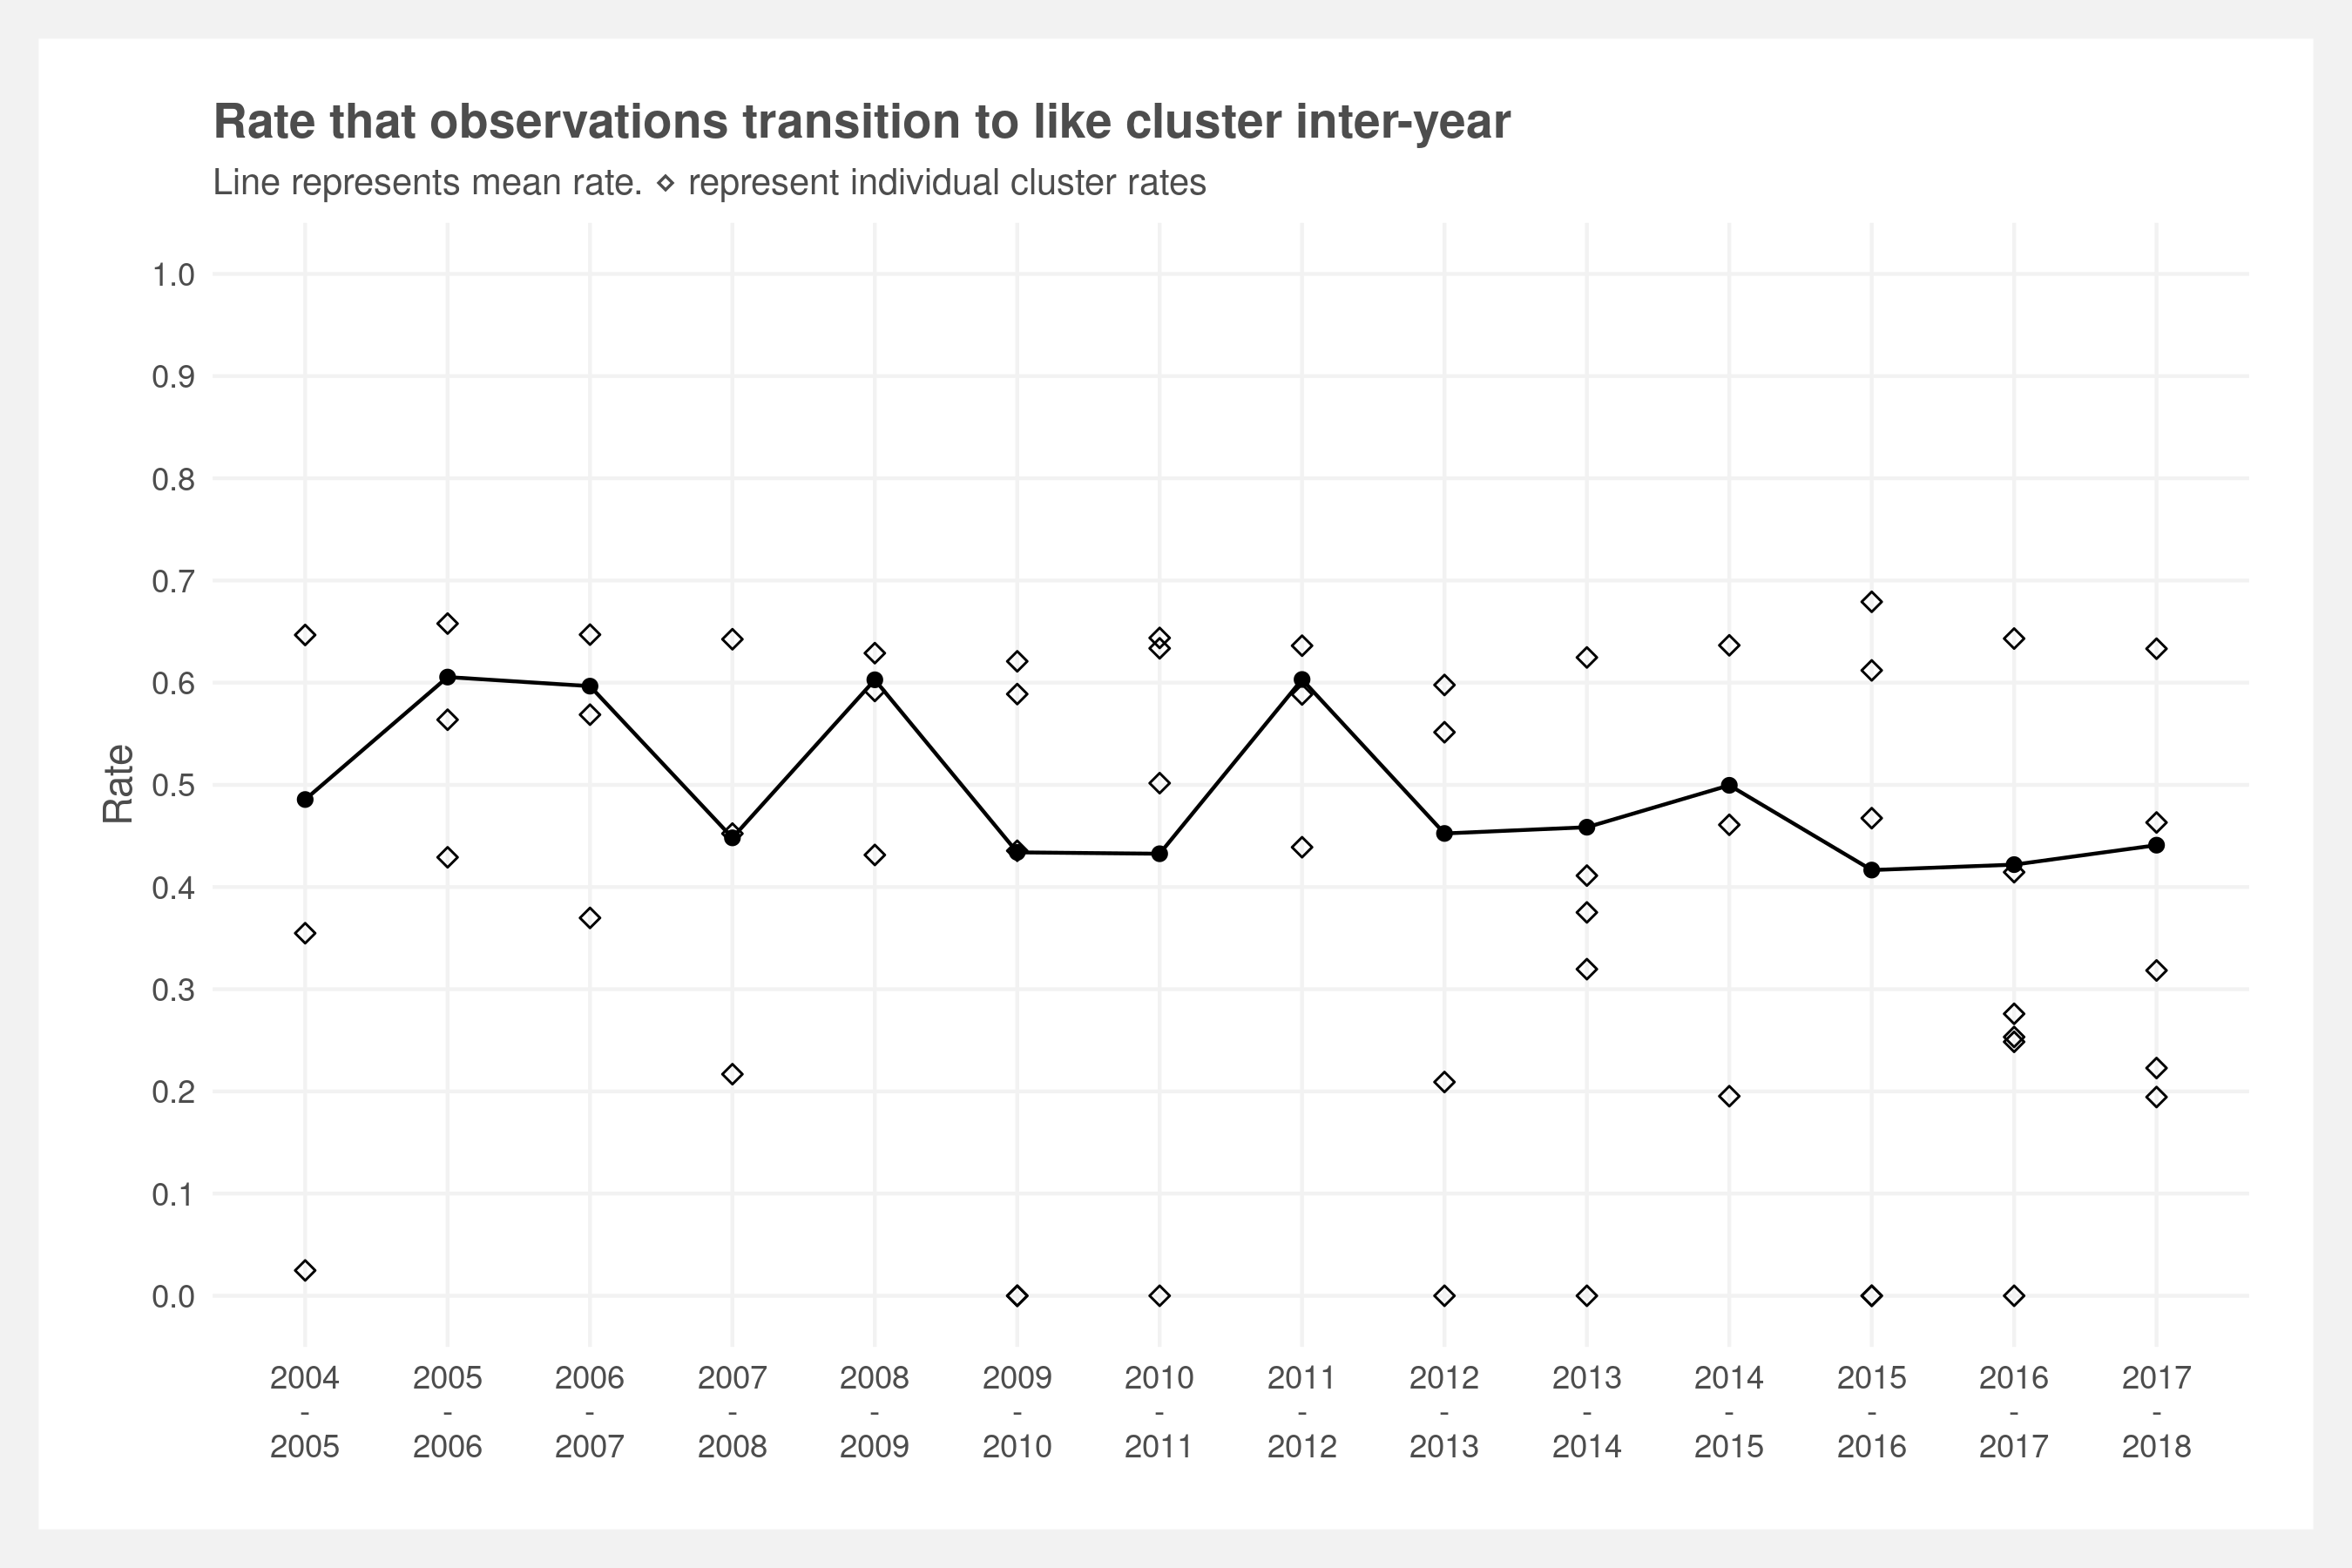 Rate that observations transition to like cluster inter-year
Line represents mean rate. ◇ represent individual cluster rates
1.0
0.9
0.8
0.7
0.6
0.5
0.4
0.3
0.2
0.1
0.0
Rate
2004 2005 2006 2007 2008 2009 2010 2011 2012 2013 2014 2015 2016 2017
- - - - - - - - - - - - - -
2005 2006 2007 2008 2009 2010 2011 2012 2013 2014 2015 2016 2017 2018